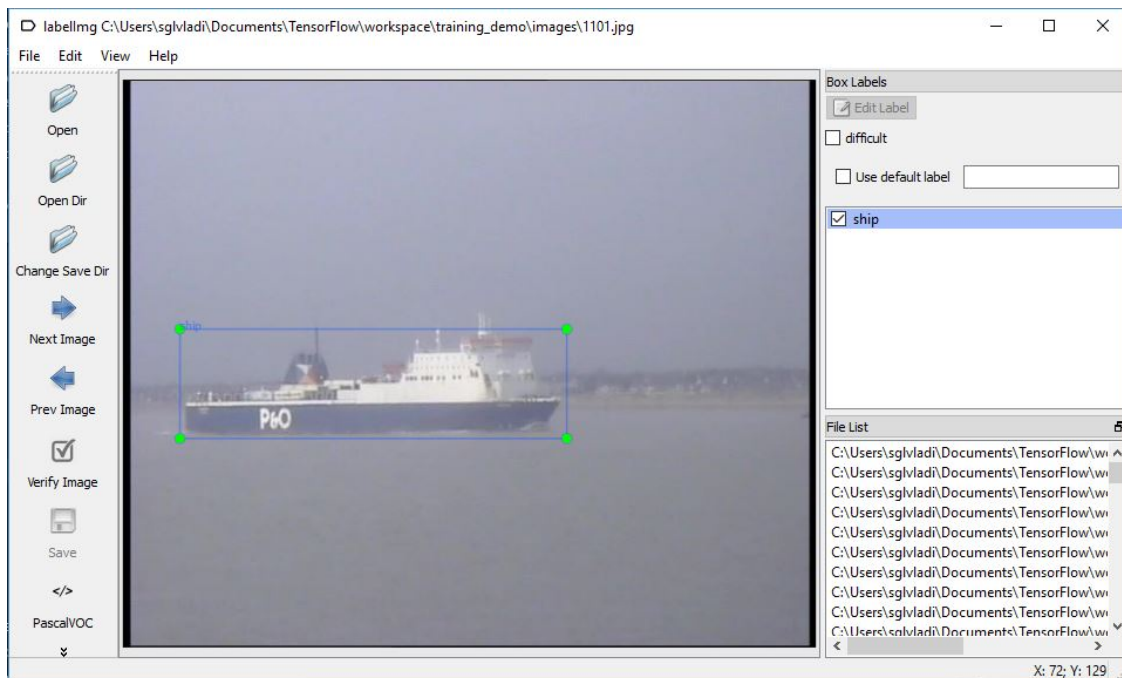 labelImg C:\Users\sglvladi\Documents\TensorFlow\workspace\training_demo\images\1101.jpg
File Edit View Help
Open
Open Dir
Change Save Dir
Next Image
Prev Image
Verify Image
Save
</>
PascalVOC
ship
P&O
Box Labels
Edit Label
difficult
Use default label
ship
File List
C:\Users\sglvladi\Documents\TensorFlow\w
C:\Users\sglvladi\Documents\TensorFlow\w
C:\Users\sglvladi\Documents\TensorFlow\w
C:\Users\sglvladi\Documents\TensorFlow\w
C:\Users\sglvladi\Documents\TensorFlow\w
C:\Users\sglvladi\Documents\TensorFlow\w
C:\Users\sglvladi\Documents\TensorFlow\w
C:\Users\sglvladi\Documents\TensorFlow\w
C:\Users\sglvladi\Documents\TensorFlow\w
C:\Users\sglvladi\Documents\TensorFlow\w
X: 72; Y: 129